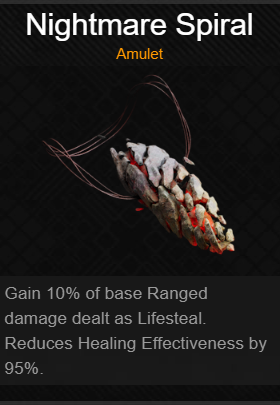 Nightmare Spiral
Amulet
Gain 10% of base Ranged
damage dealt as Lifesteal.
Reduces Healing Effectiveness by
95%.